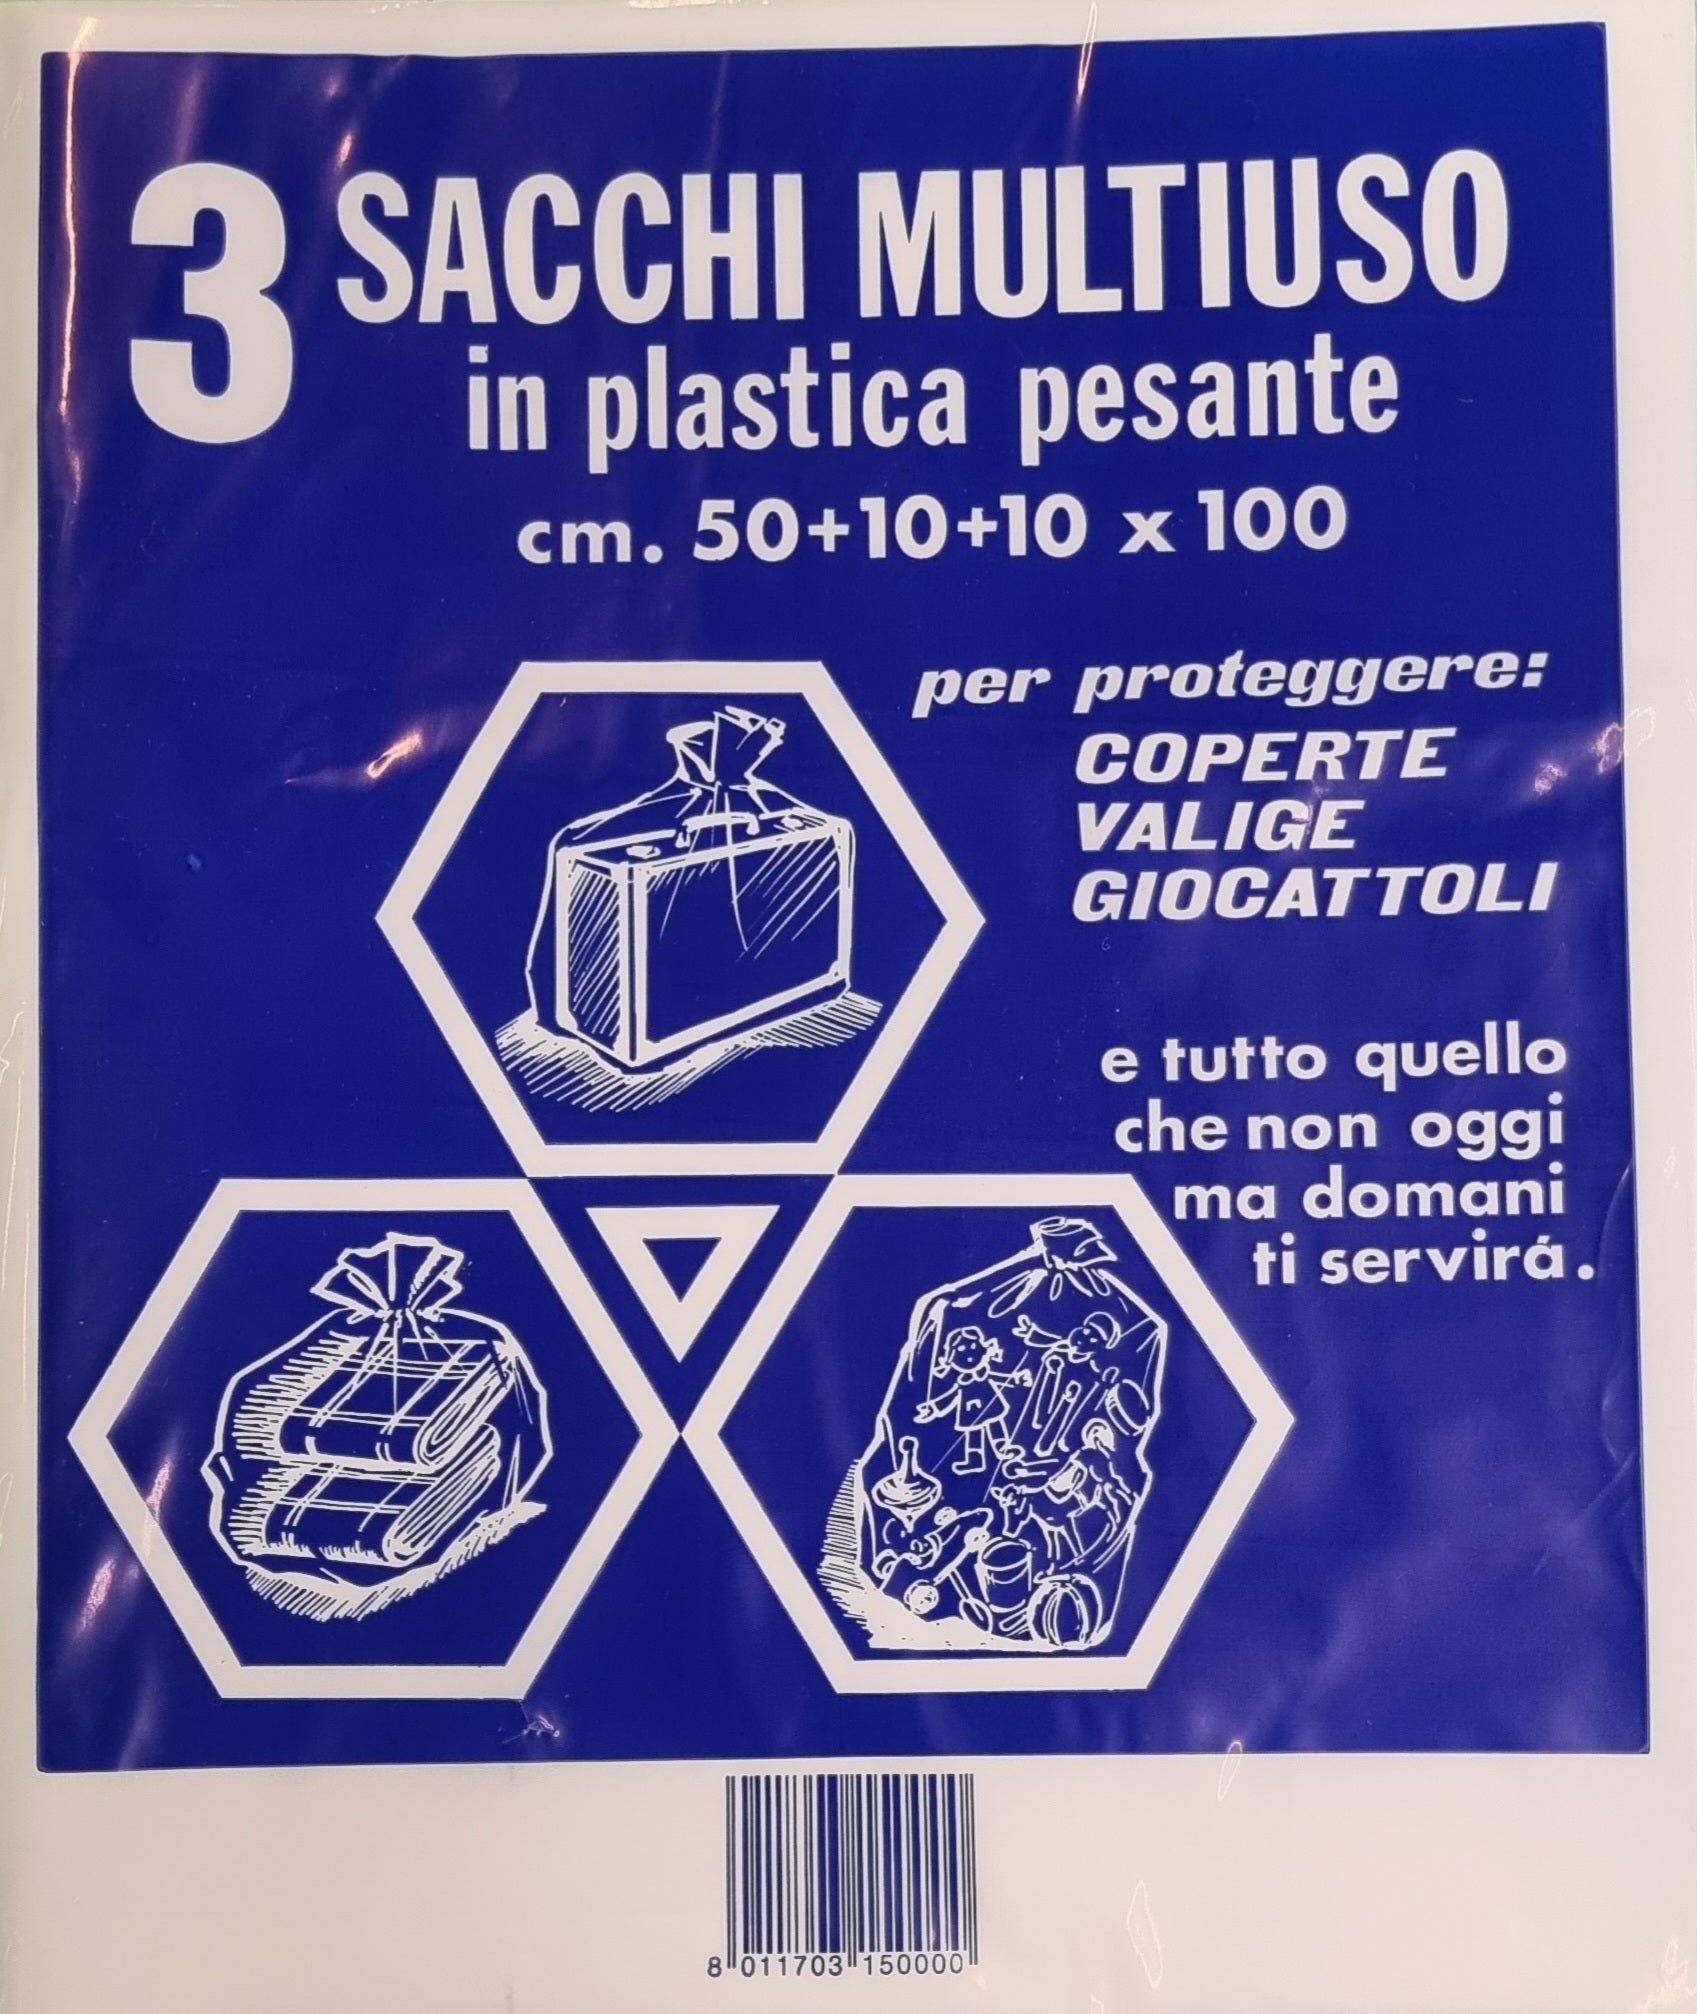 3 SACCHI MULTIUSO
in plastica pesante
cm. 50+10+10 x 100
per proteggere:
COPERTE
VALIGE
GIOCATTOLI
e tutto quello
che non oggi
ma domani
ti servirá.
8 011703 150000